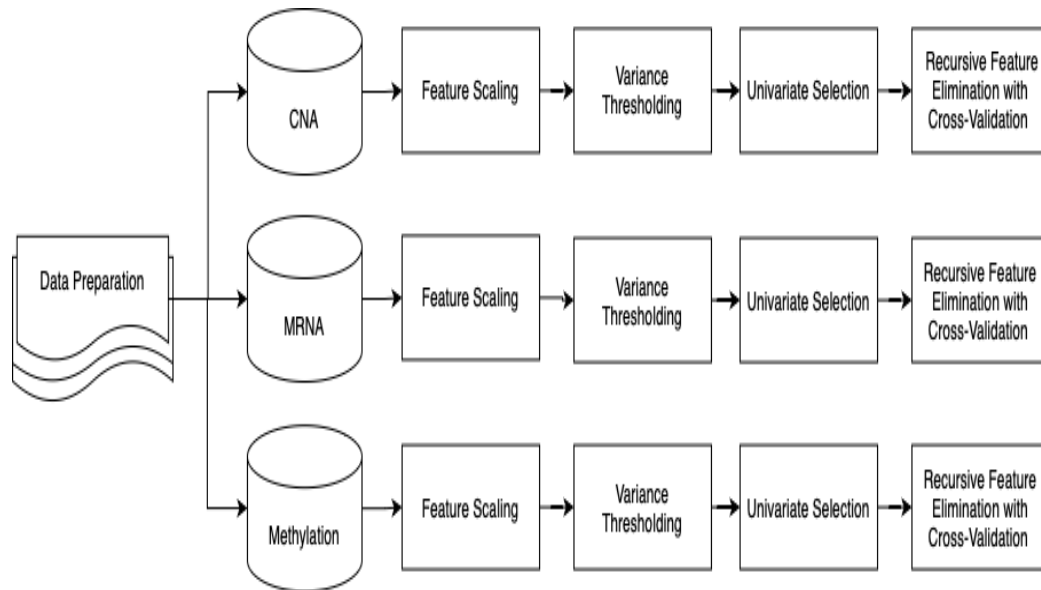 Data Preparation
CNA
Feature Scaling
Variance
Thresholding
Univariate Selection
Recursive Feature
Elimination with
Cross-Validation
MRNA
Feature Scaling
Variance
Thresholding
Univariate Selection
Recursive Feature
Elimination with
Cross-Validation
Methylation
Feature Scaling
Variance
Thresholding
Univariate Selection
Recursive Feature
Elimination with
Cross-Validation